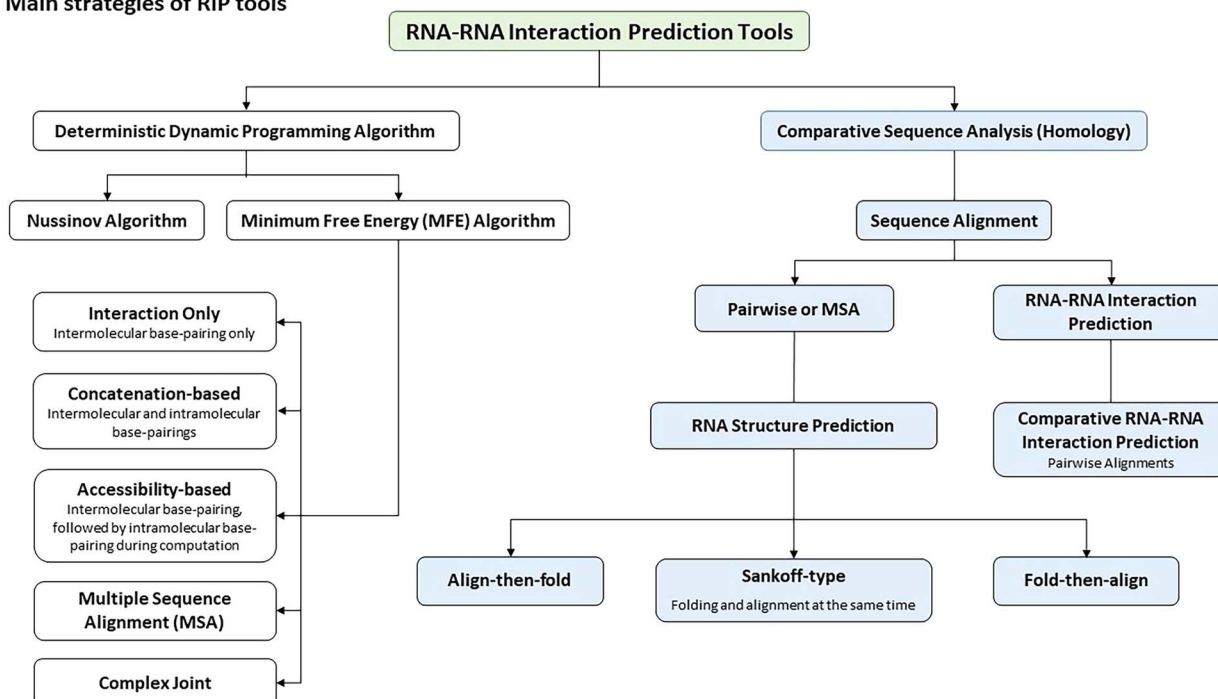 Main strategies of RIP tools
RNA-RNA Interaction Prediction Tools
Deterministic Dynamic Programming Algorithm
Comparative Sequence Analysis (Homology)
Nussinov Algorithm
Minimum Free Energy (MFE) Algorithm
Sequence Alignment
Interaction Only
Intermolecular base-pairing only
Concatenation-based
Intermolecular and intramolecular
base-pairings
Accessibility-based
Intermolecular base-pairing,
followed by intramolecular base-
pairing during computation
Multiple Sequence
Alignment (MSA)
Complex Joint
Pairwise or MSA
RNA-RNA Interaction
Prediction
RNA Structure Prediction
Comparative RNA-RNA
Interaction Prediction
Pairwise Alignments
Align-then-fold
Sankoff-type
Folding and alignment at the same time
Fold-then-align